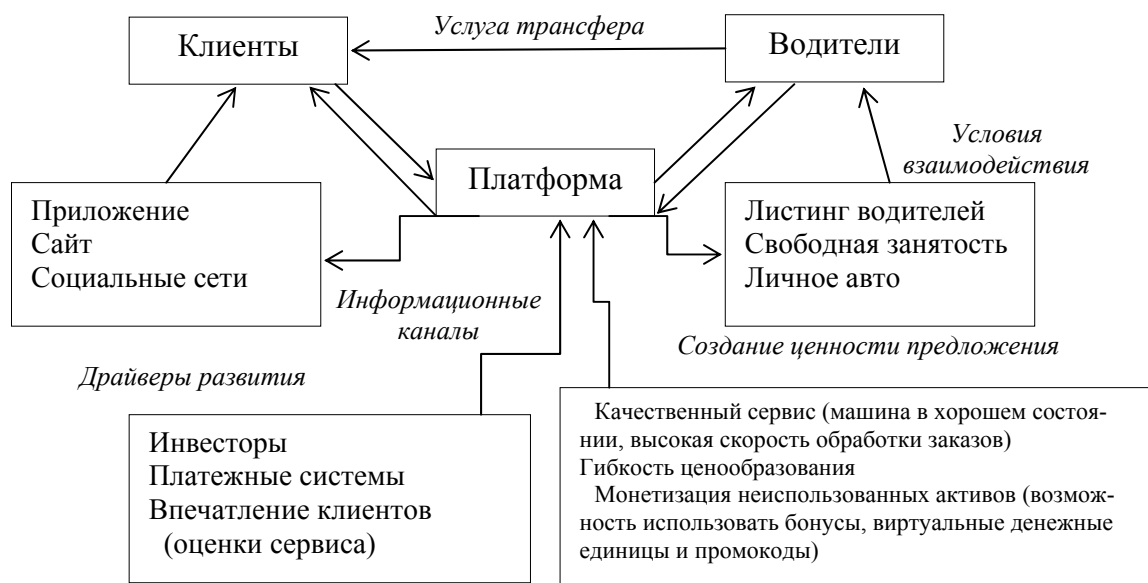 Услуга трансфера
Клиенты
Водители
Условия
взаимодействия
Платформа
Приложение
Сайт
Социальные сети
Листинг водителей
Свободная занятость
Личное авто
Информационные
каналы
Создание ценности предложения
Драйверы развития
Инвесторы
Платежные системы
Впечатление клиентов
(оценки сервиса)
Качественный сервис (машина в хорошем состоя-
нии, высокая скорость обработки заказов)
Гибкость ценообразования
Монетизация неиспользованных активов (возмож-
ность использовать бонусы, виртуальные денежные
единицы и промокоды)